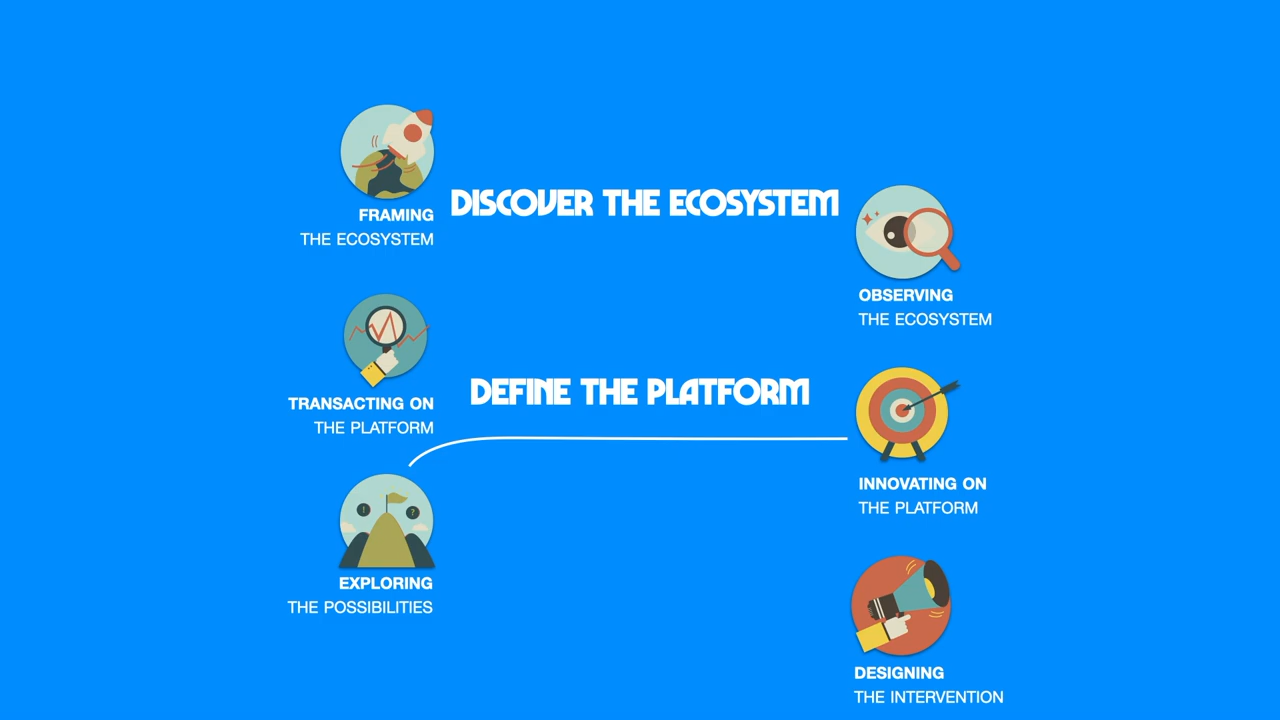 FRAMING
THE ECOSYSTEM
DISCOVER THE ECOSYSTEM
OBSERVING
THE ECOSYSTEM
TRANSACTING ON
THE PLATFORM
DEFINE THE PLATFORM
INNOVATING ON
THE PLATFORM
! ?
EXPLORING
THE POSSIBILITIES
DESIGNING
THE INTERVENTION